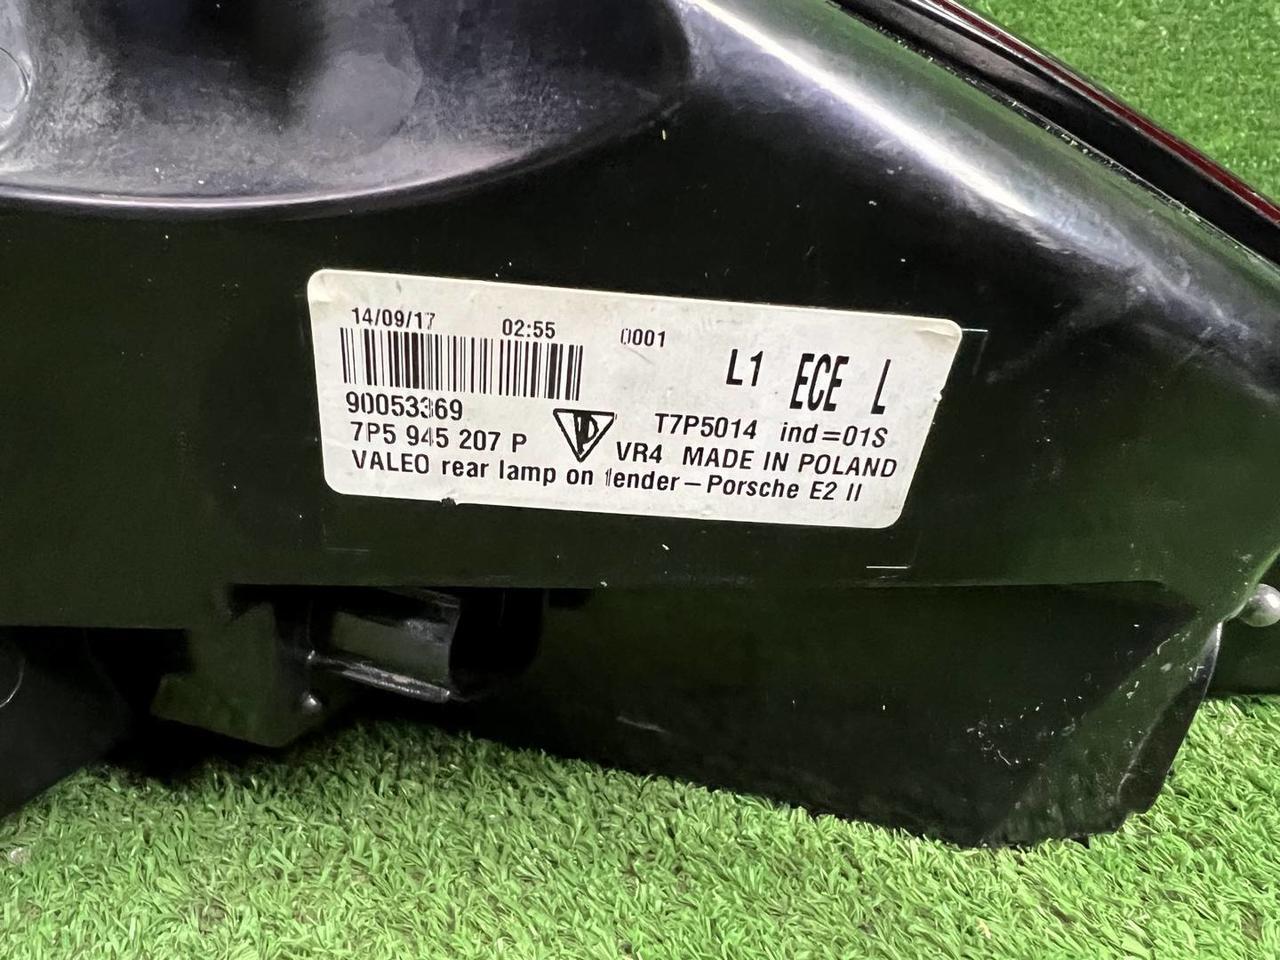 14/09/17 02:55 0001
L1 ECE L
90053369
T7P5014 ind=01S
7P5 945 207 P
VR4 MADE IN POLAND
VALEO rear lamp on fender-Porsche E2 II